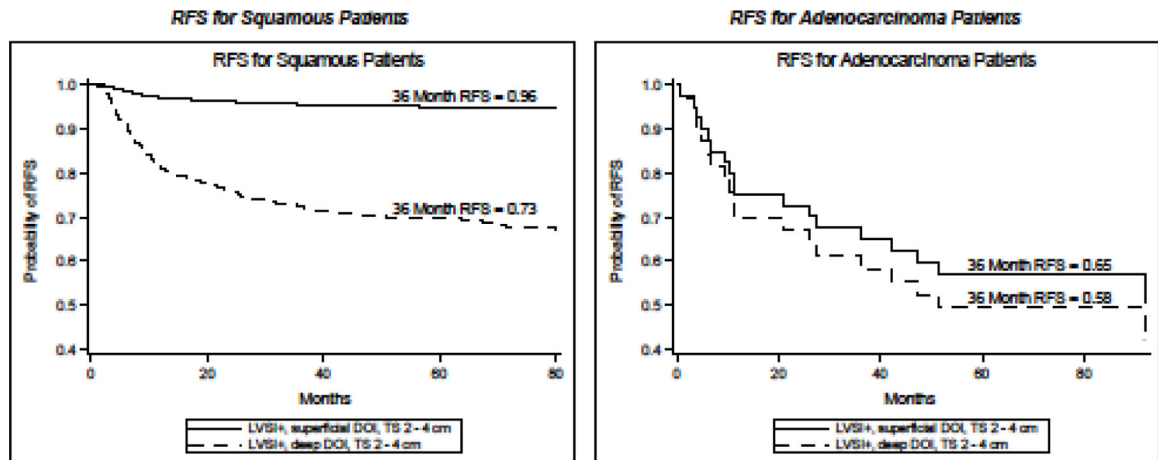 RFS for Squamous Patients
RFS for Squamous Patients
1.0
0.9
0.8
0.7
0.6
0.5
0.4
Probability of RFS
36 Month RFS = 0.96
36 Month RFS = 0.73
0 20 40 60 80
Months
LVSI+, superficial DOI, TS 2 - 4 cm
LVSI+, deep DOI, TS 2 - 4 cm
RFS for Adenocarcinoma Patients
RFS for Adenocarcinoma Patients
1.0
0.9
0.8
0.7
0.6
0.5
0.4
Probability of RFS
36 Month RFS = 0.65
36 Month RFS = 0.58
0 20 40 60 80
Months
LVSI+, superficial DOI, TS 2 - 4 cm
LVSI+, deep DOI, TS 2 - 4 cm